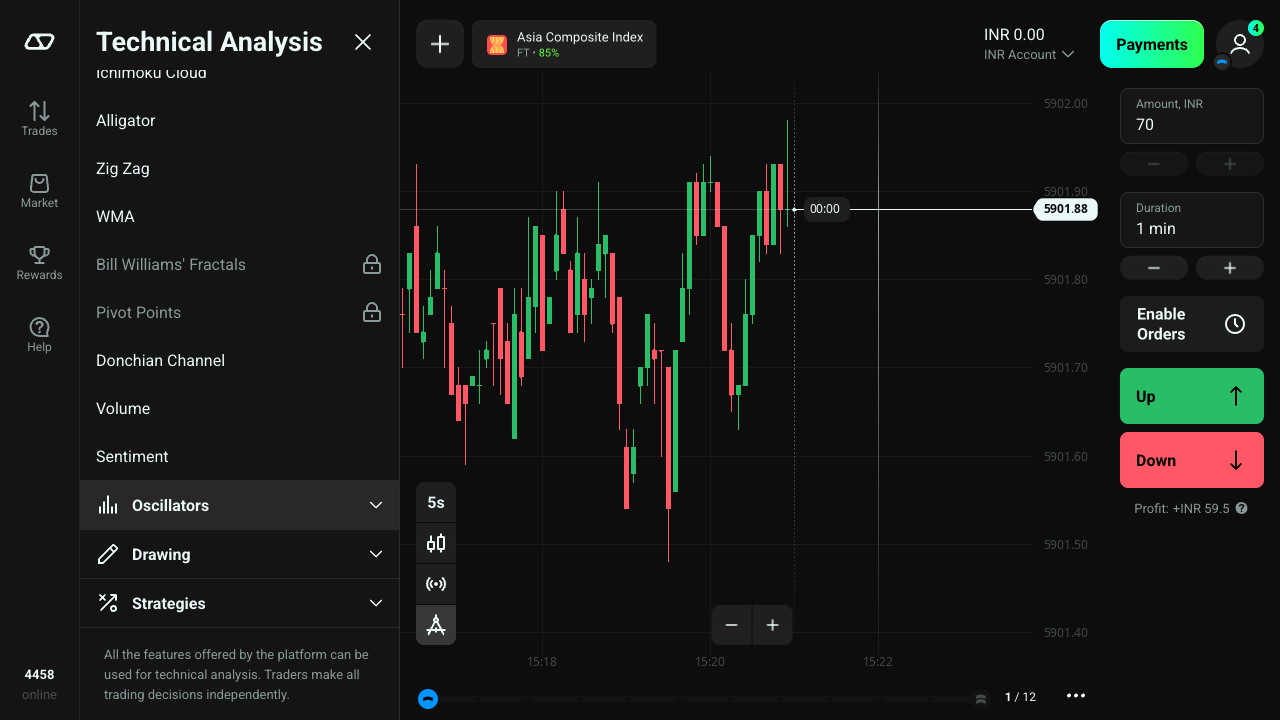 Technical Analysis
Ichimoku Cloud
Alligator
Zig Zag
WMA
Bill Williams' Fractals
Pivot Points
Donchian Channel
Volume
Sentiment
Oscillators
Drawing
Strategies
All the features offered by the platform can be
used for technical analysis. Traders make all
trading decisions independently.
Trades
Market
Rewards
Help
4458
online
Asia Composite Index
FT • 85%
INR 0.00
INR Account
Payments
4
5902.00
5901.90
5901.88
5901.80
5901.70
5901.60
5901.50
5901.40
00:00
5s
15:18
15:20
15:22
1 / 12
Amount, INR
70
Duration
1 min
Enable
Orders
Up
Down
Profit: +INR 59.5